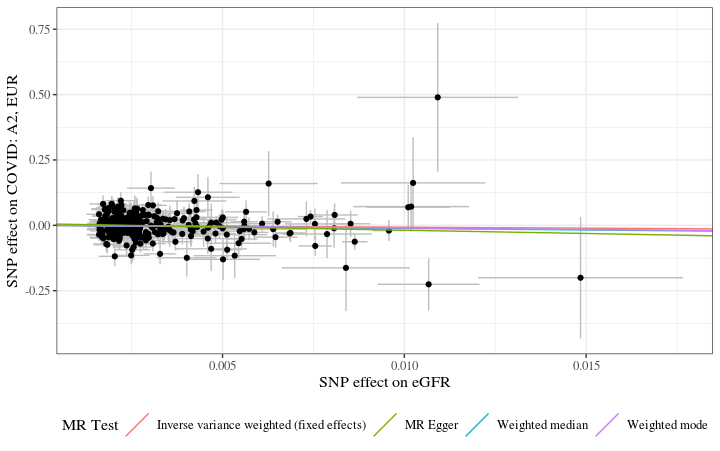 0.75
0.50
0.25
0.00
-0.25
SNP effect on COVID: A2, EUR
0.005 0.010 0.015
SNP effect on eGFR
MR Test Inverse variance weighted (fixed effects) MR Egger Weighted median Weighted mode